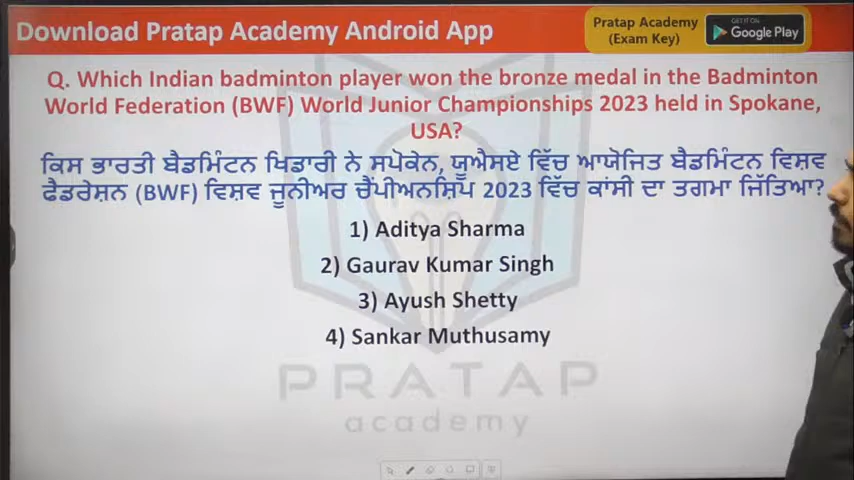 Download Pratap Academy Android App
Pratap Academy
(Exam Key)
GET IT ON
Google Play
Q. Which Indian badminton player won the bronze medal in the Badminton
World Federation (BWF) World Junior Championships 2023 held in Spokane,
USA?
ਕਿਸ ਭਾਰਤੀ ਬੈਡਮਿੰਟਨ ਖਿਡਾਰੀ ਨੇ ਸਪੋਕੇਨ, ਯੂਐਸਏ ਵਿੱਚ ਆਯੋਜਿਤ ਬੈਡਮਿੰਟਨ ਵਿਸ਼ਵ
ਫੈਡਰੇਸ਼ਨ (BWF) ਵਿਸ਼ਵ ਜੂਨੀਅਰ ਚੈਂਪੀਅਨਸ਼ਿਪ 2023 ਵਿੱਚ ਕਾਂਸੀ ਦਾ ਤਗਮਾ ਜਿੱਤਿਆ?
1) Aditya Sharma
2) Gaurav Kumar Singh
3) Ayush Shetty
4) Sankar Muthusamy
PRATAP
academy